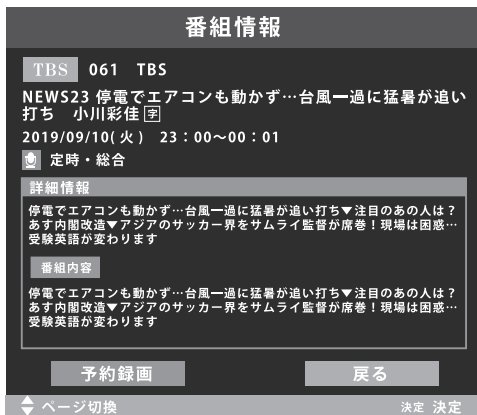 番組情報
TBS 061 TBS
NEWS23 停電でエアコンも動かず…台風一過に猛暑が追い
打ち 小川彩佳 字
2019/09/10(火) 23：00～00：01
定時・総合
詳細情報
停電でエアコンも動かず…台風一過に猛暑が追い打ち▼注目のあの人は？
あす内閣改造▼アジアのサッカー界をサムライ監督が席巻！現場は困惑…
受験英語が変わります
番組内容
停電でエアコンも動かず…台風一過に猛暑が追い打ち▼注目のあの人は？
あす内閣改造▼アジアのサッカー界をサムライ監督が席巻！現場は困惑…
受験英語が変わります
予約録画 戻る
ページ切換 決定 決定